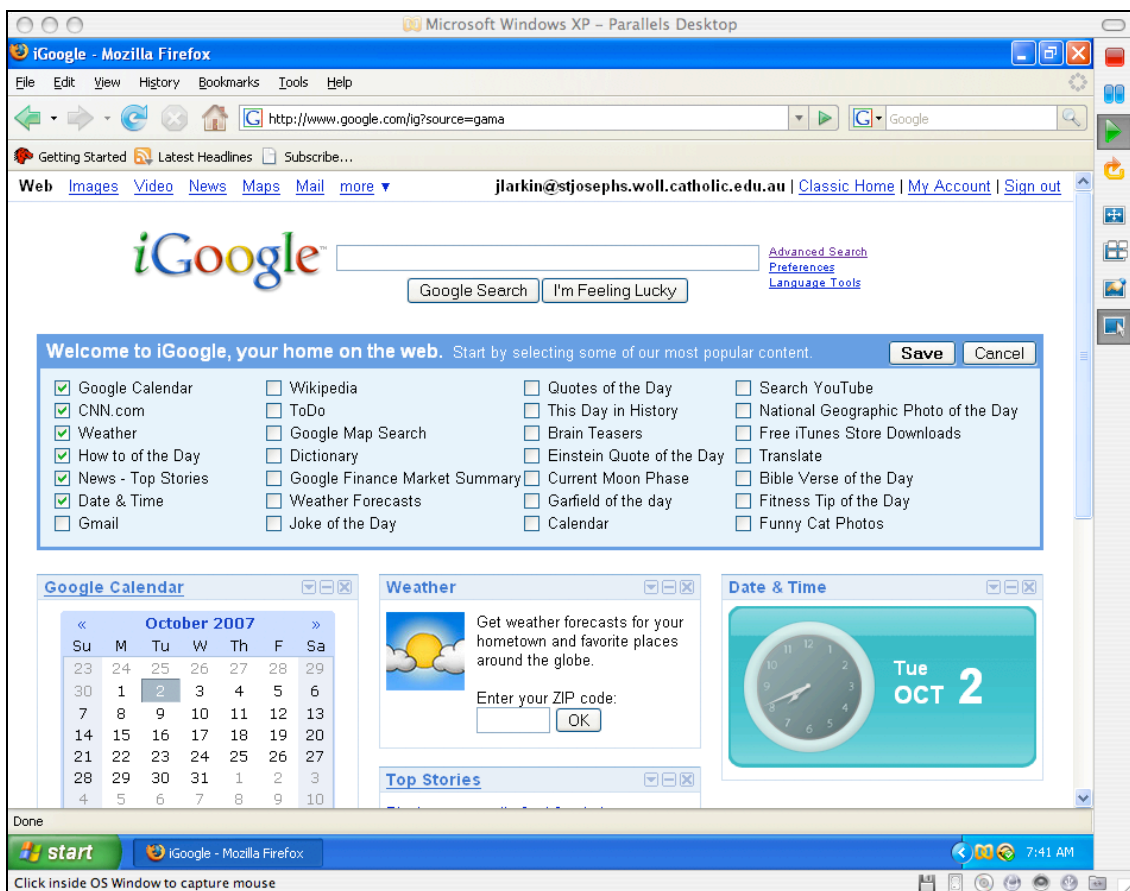 Microsoft Windows XP – Parallels Desktop
iGoogle - Mozilla Firefox
File Edit View History Bookmarks Tools Help
G http://www.google.com/ig?source=gama G Google
Getting Started Latest Headlines Subscribe...
Web Images Video News Maps Mail more ▼ jlarkin@stjosephs.woll.catholic.edu.au | Classic Home | My Account | Sign out
iGoogle™
Advanced Search
Preferences
Language Tools
Google Search I'm Feeling Lucky
Welcome to iGoogle, your home on the web. Start by selecting some of our most popular content. Save Cancel
Google Calendar Wikipedia Quotes of the Day Search YouTube
CNN.com ToDo This Day in History National Geographic Photo of the Day
Weather Google Map Search Brain Teasers Free iTunes Store Downloads
How to of the Day Dictionary Einstein Quote of the Day Translate
News - Top Stories Google Finance Market Summary Current Moon Phase Bible Verse of the Day
Date & Time Weather Forecasts Garfield of the day Fitness Tip of the Day
Gmail Joke of the Day Calendar Funny Cat Photos
Google Calendar
« October 2007 »
Su M Tu W Th F Sa
23 24 25 26 27 28 29
30 1 2 3 4 5 6
7 8 9 10 11 12 13
14 15 16 17 18 19 20
21 22 23 24 25 26 27
28 29 30 31 1 2 3
4 5 6 7 8 9 10
Weather
Get weather forecasts for your
hometown and favorite places
around the globe.
Enter your ZIP code:
OK
Top Stories
Date & Time
12 1 2 3 4 5 6 7 8 9 10 11
Tue
OCT 2
Done
start iGoogle - Mozilla Firefox 7:41 AM
Click inside OS Window to capture mouse